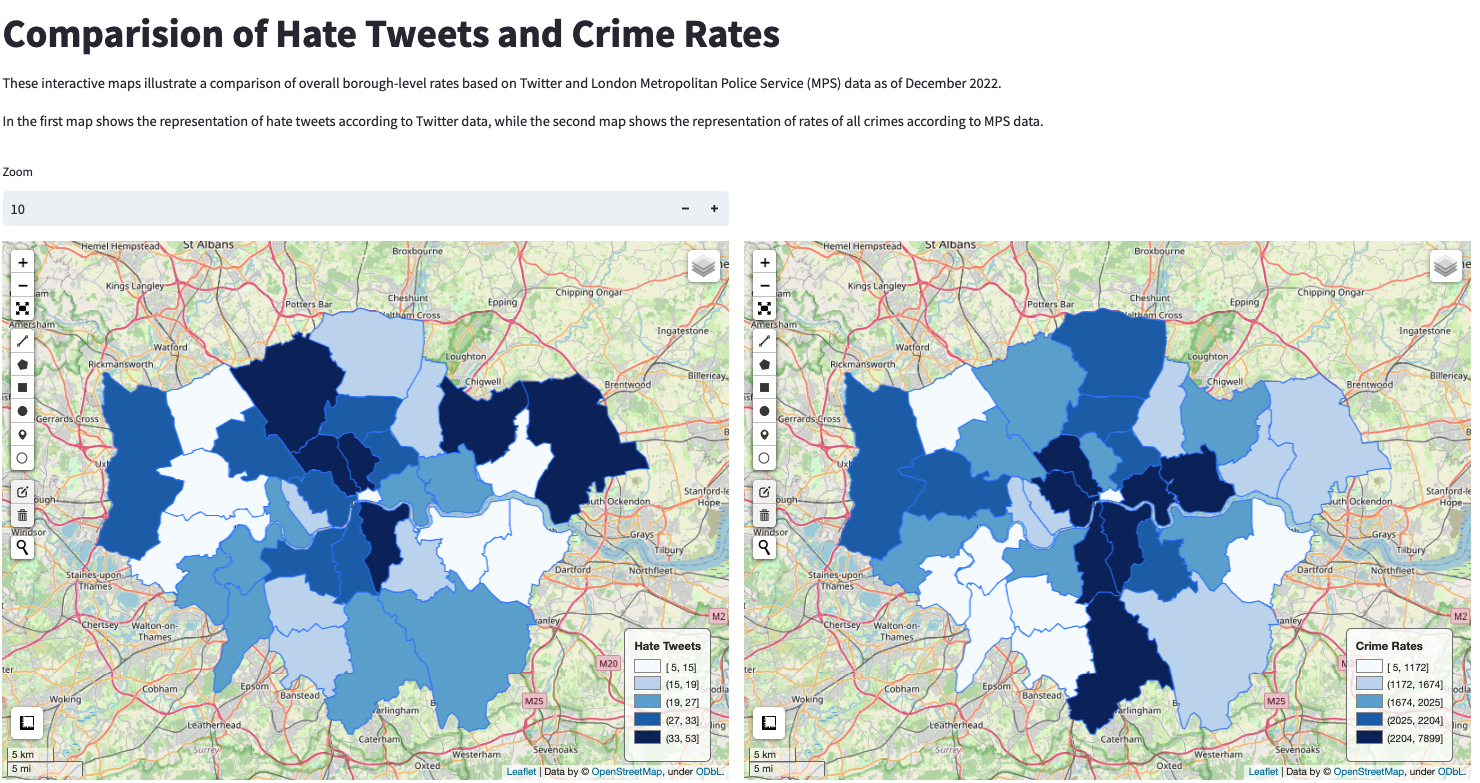 Comparision of Hate Tweets and Crime Rates
These interactive maps illustrate a comparison of overall borough-level rates based on Twitter and London Metropolitan Police Service (MPS) data as of December 2022.
In the first map shows the representation of hate tweets according to Twitter data, while the second map shows the representation of rates of all crimes according to MPS data.
Zoom
10
Hemel Hempstead
St Albans
Broxbourne
Kings Langley
Cheshunt
Epping
Chipping Ongar
Potters Bar
Waltham Cross
Amersham
Watford
Ingatestone
Loughton
Rickmansworth
Chigwell
Billericay
Brentwood
Gerrards Cross
South Ockendon
Windsor
Grays
Tilbury
Staines-upon-Thames
Dartford
Northfleet
Chertsey
Walton-on-Thames
M2
M20
Cobham
Epsom
Woking
Banstead
M25
Leatherhead
Caterham
Surrey
Sevenoaks
Westerham
Oxted
Hate Tweets
[ 5, 15]
(15, 19]
(19, 27]
(27, 33]
(33, 53]
5 km
5 mi
Leaflet | Data by © OpenStreetMap, under ODbL.
Hemel Hempstead
St Albans
Broxbourne
Kings Langley
Cheshunt
Epping
Chipping Ongar
Potters Bar
Waltham Cross
Amersham
Watford
Ingatestone
Loughton
Rickmansworth
Chigwell
Billericay
Brentwood
Gerrards Cross
South Ockendon
Windsor
Grays
Tilbury
Staines-upon-Thames
Dartford
Northfleet
Chertsey
Walton-on-Thames
M2
Cobham
Epsom
Woking
Banstead
M25
Leatherhead
Caterham
Surrey
Sevenoaks
Westerham
Oxted
Crime Rates
[ 5, 1172]
(1172, 1674]
(1674, 2025]
(2025, 2204]
(2204, 7899]
5 km
5 mi
Leaflet | Data by © OpenStreetMap, under ODbL.